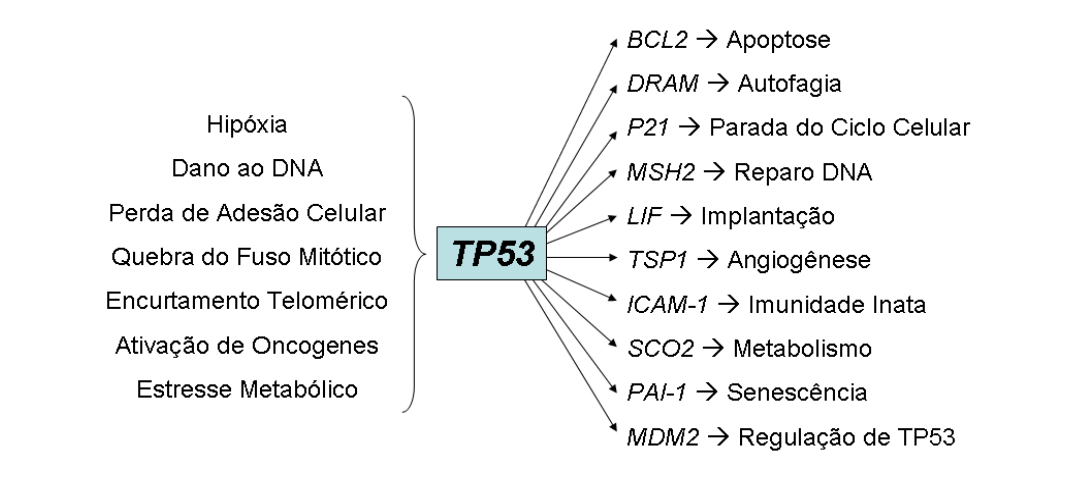 Hipóxia
Dano ao DNA
Perda de Adesão Celular
Quebra do Fuso Mitótico
Encurtamento Telomérico
Ativação de Oncogenes
Estresse Metabólico
TP53
BCL2 → Apoptose
DRAM → Autofagia
P21 → Parada do Ciclo Celular
MSH2 → Reparo DNA
LIF → Implantação
TSP1 → Angiogênese
ICAM-1 → Imunidade Inata
SCO2 → Metabolismo
PAI-1 → Senescência
MDM2 → Regulação de TP53